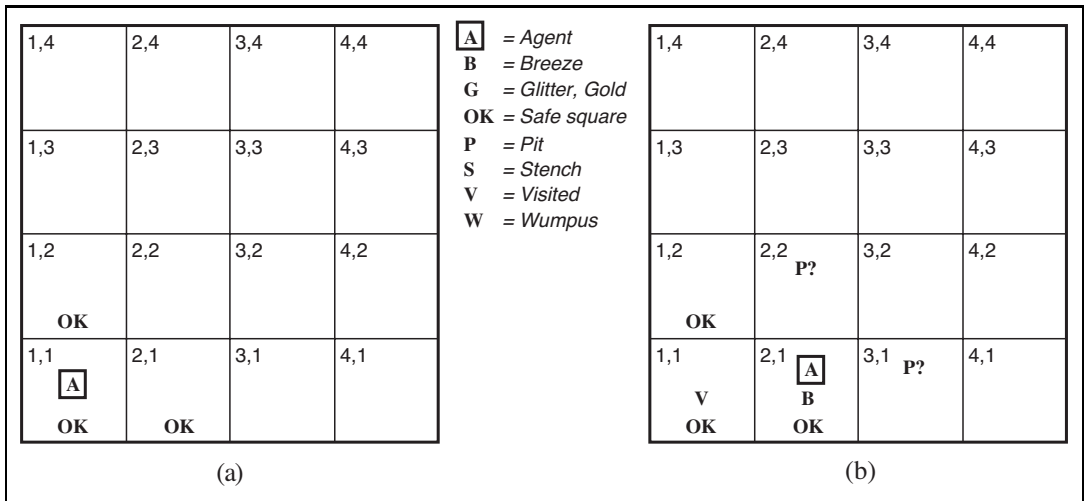 1,4 2,4 3,4 4,4
1,3 2,3 3,3 4,3
1,2 2,2 3,2 4,2
OK
1,1 2,1 3,1 4,1
A
OK OK
(a)
A = Agent
B = Breeze
G = Glitter, Gold
OK = Safe square
P = Pit
S = Stench
V = Visited
W = Wumpus
1,4 2,4 3,4 4,4
1,3 2,3 3,3 4,3
1,2 2,2 3,2 4,2
P?
OK
1,1 2,1 3,1 4,1
A P?
V B
OK OK
(b)